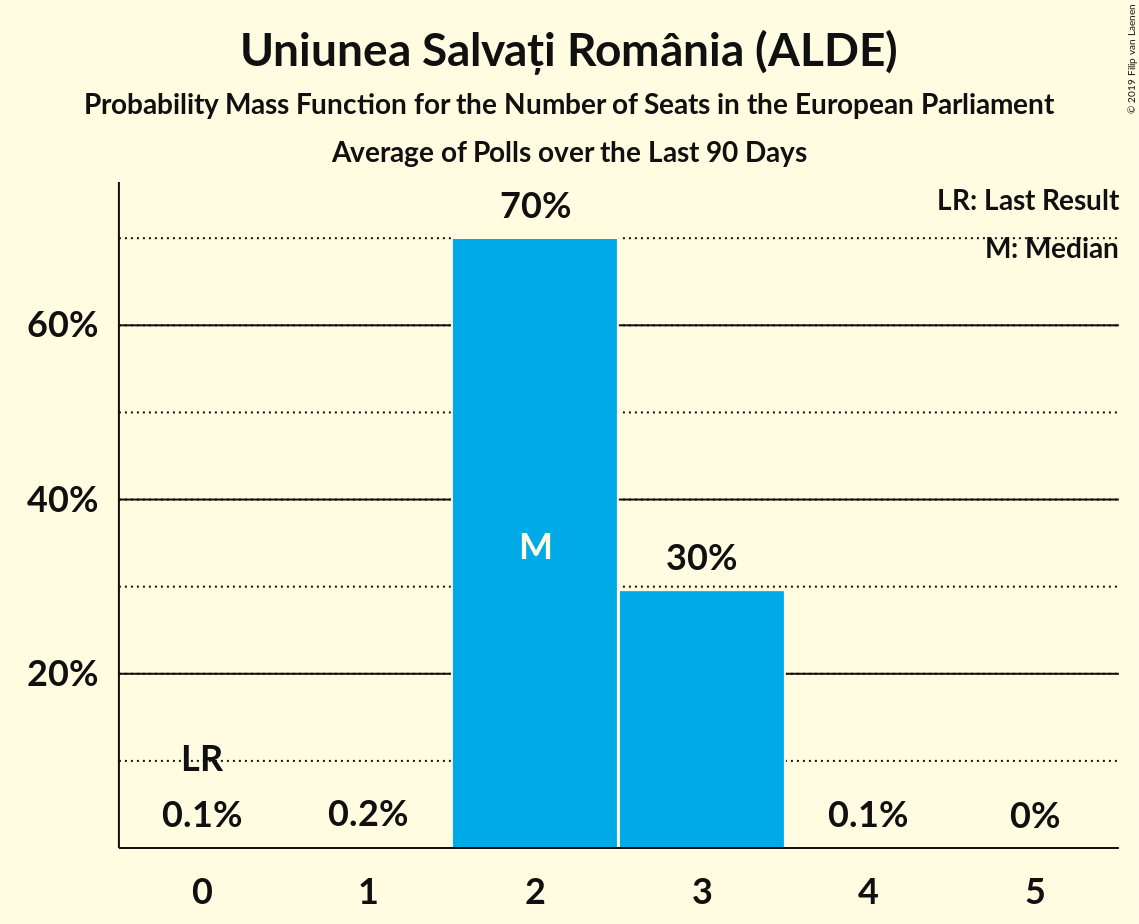 Uniunea Salvați România (ALDE)
Probability Mass Function for the Number of Seats in the European Parliament
Average of Polls over the Last 90 Days
© 2019 Filip van Laenen
LR: Last Result
M: Median
70%
60%
40%
M
30%
20%
LR
0.1%
0.2%
0.1%
0%
0 1 2 3 4 5